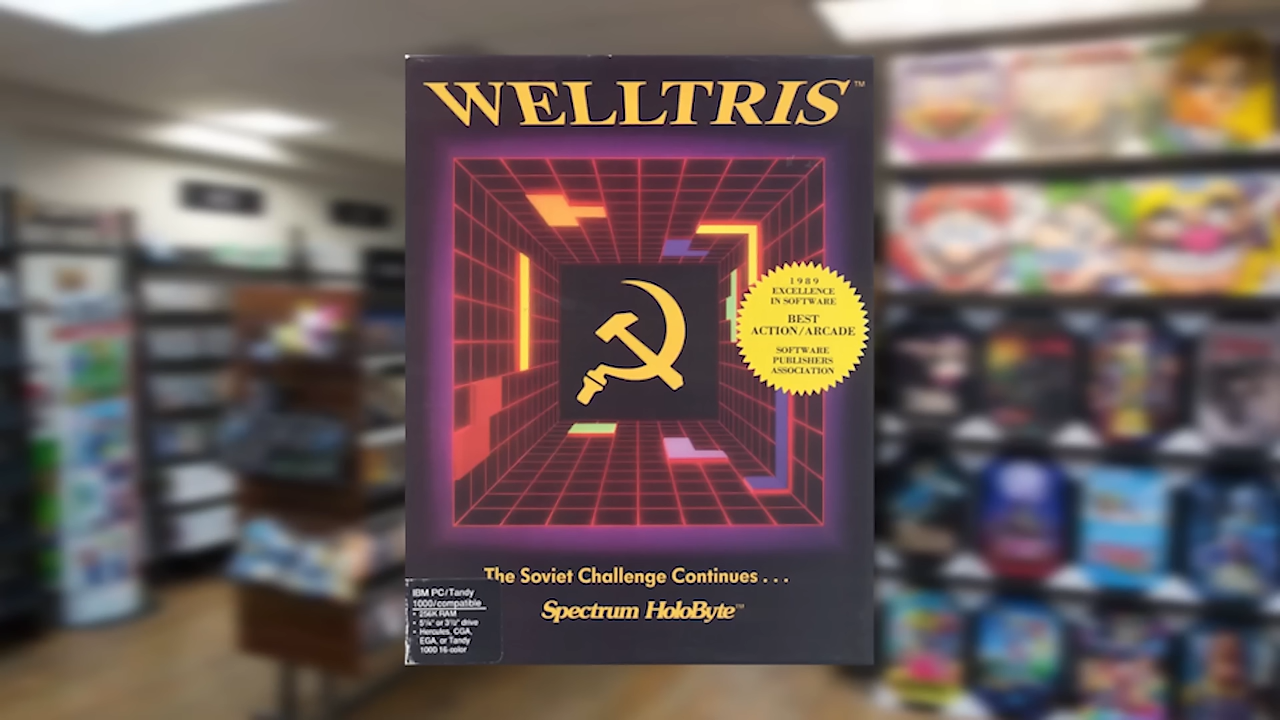 WELLTRIS™
1989
EXCELLENCE
IN SOFTWARE
BEST
ACTION/ARCADE
SOFTWARE
PUBLISHERS
ASSOCIATION
The Soviet Challenge Continues . . .
Spectrum HoloByte™
IBM PC/Tandy
1000/compatible
• 256K RAM
• 5¼" or 3½" drive
• Hercules, CGA,
EGA, or Tandy
1000 16-color